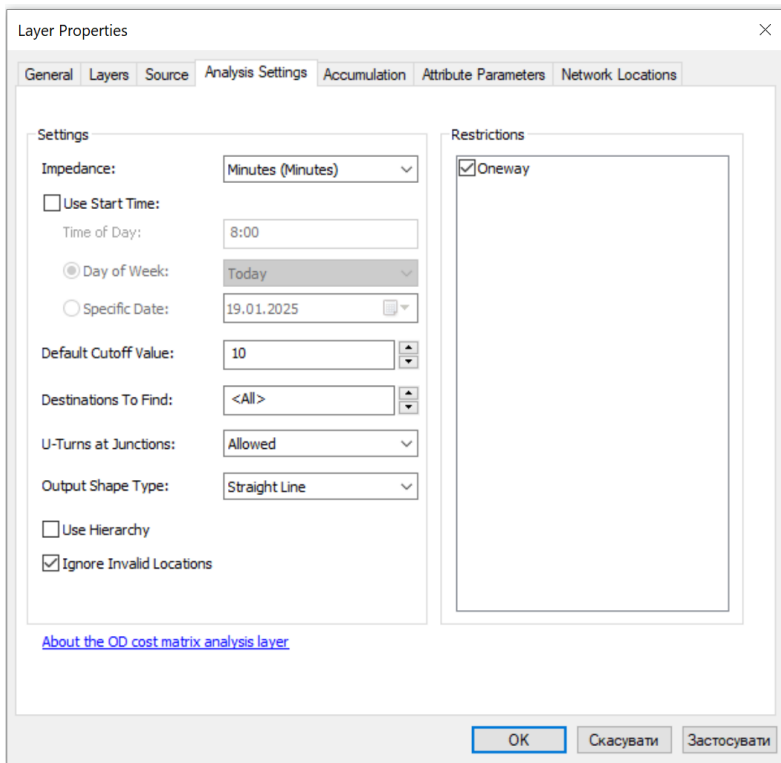 Layer Properties
General Layers Source Analysis Settings Accumulation Attribute Parameters Network Locations
Settings
Impedance: Minutes (Minutes)
Use Start Time:
Time of Day: 8:00
Day of Week: Today
Specific Date: 19.01.2025
Default Cutoff Value: 10
Destinations To Find: <All>
U-Turns at Junctions: Allowed
Output Shape Type: Straight Line
Use Hierarchy
Ignore Invalid Locations
Restrictions
Oneway
About the OD cost matrix analysis layer
OK Скасувати Застосувати